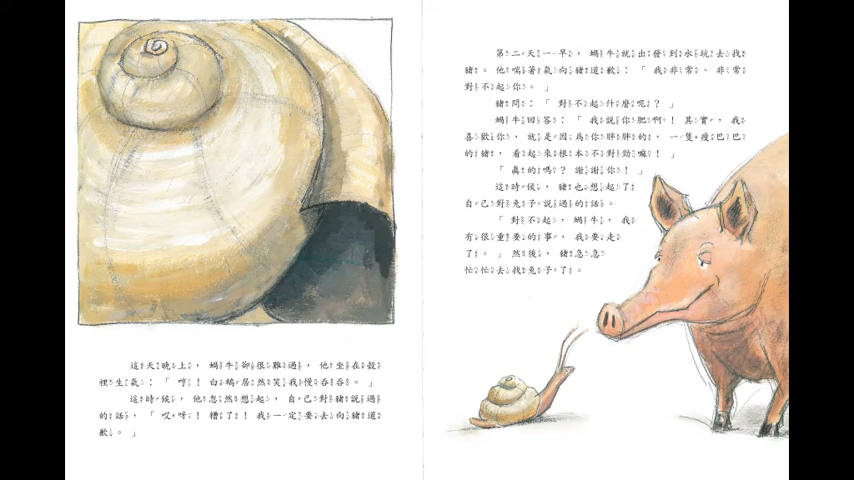 這天晚上，蝸牛卻很難過，他坐在殼
裡生氣：「哼！白鵝居然笑我慢吞吞。」
這時候，他忽然想起，自己對豬說過
的話，「哎呀！糟了！我一定要去向豬道
歉。」
第二天一早，蝸牛就出發到水坑去找
豬。他喘著氣向豬道歉：「我非常、非常
對不起你。」
豬問：「對不起什麼呢？」
蝸牛回答：「我說你肥啊！其實，我
喜歡你，就是因為你胖胖的，一隻瘦巴巴
的豬，看起來根本不對勁嘛！」
「真的嗎？謝謝你！」
這時候，豬也想起了
自己對兔子說過的話。
「對不起，蝸牛，我
有很重要的事，我要走
了。」然後，豬急急
忙忙去找兔子了。